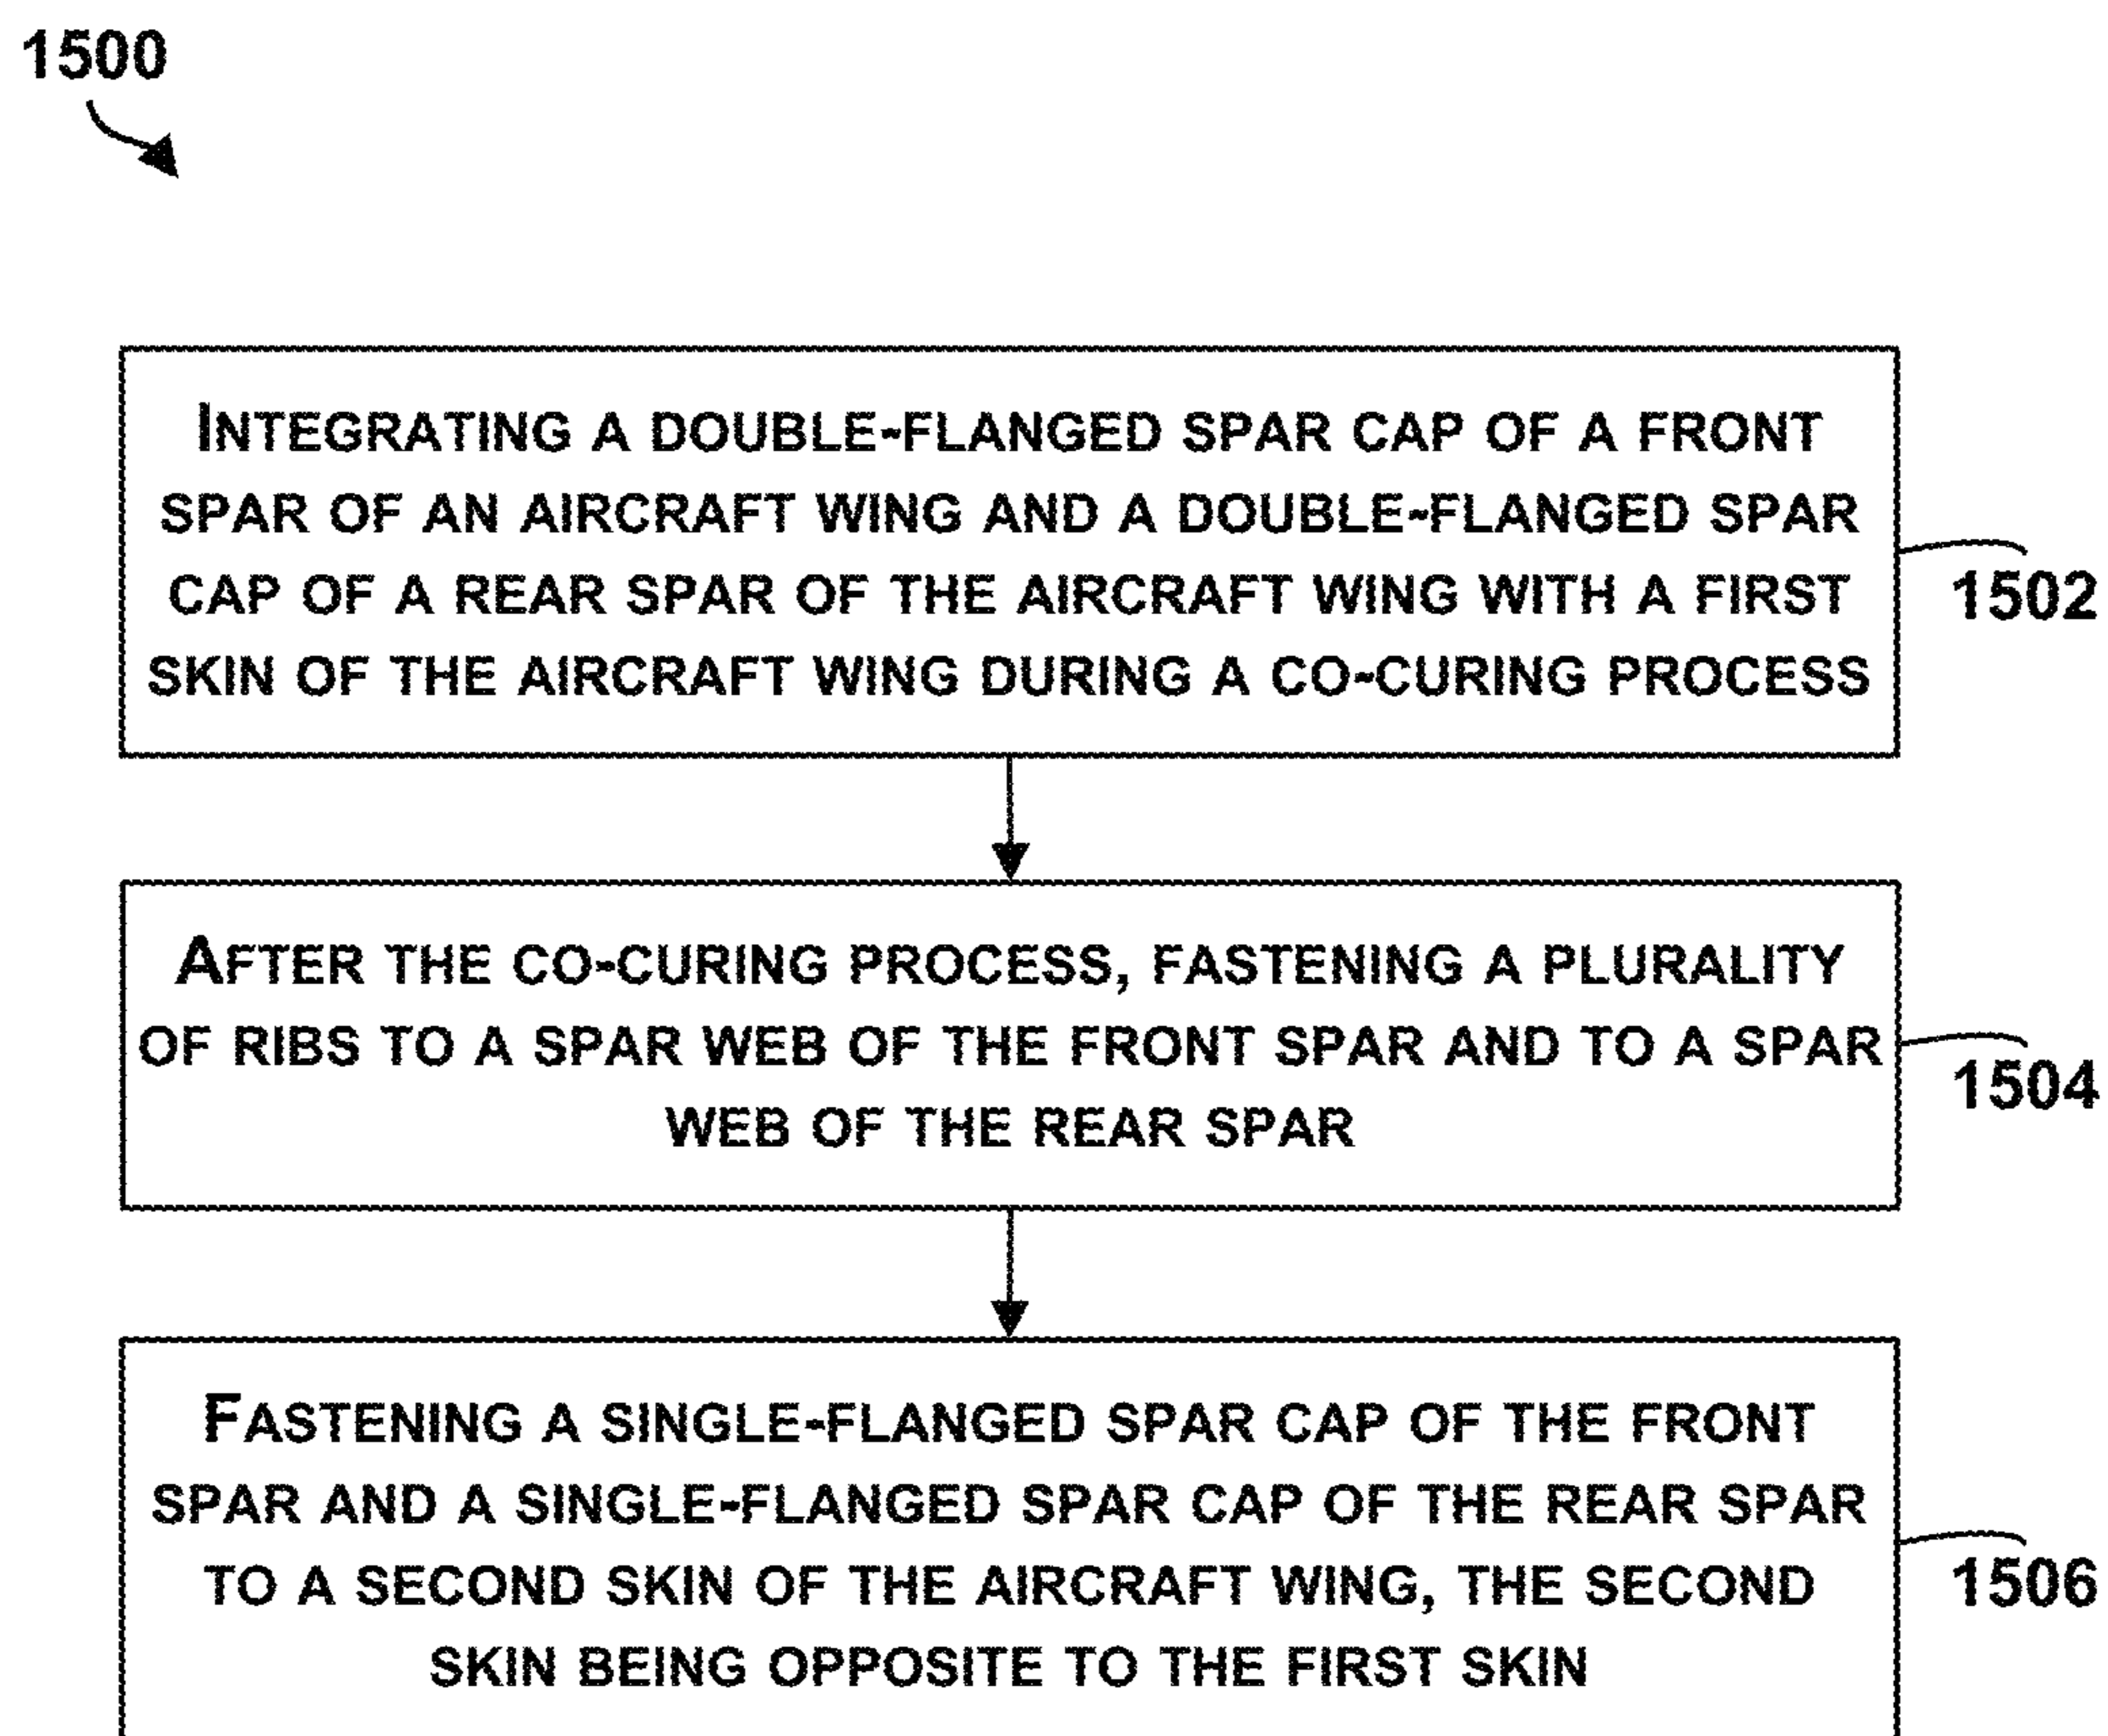 1500
INTEGRATING A DOUBLE-FLANGED SPAR CAP OF A FRONT
SPAR OF AN AIRCRAFT WING AND A DOUBLE-FLANGED SPAR
CAP OF A REAR SPAR OF THE AIRCRAFT WING WITH A FIRST
SKIN OF THE AIRCRAFT WING DURING A CO-CURING PROCESS
1502
AFTER THE CO-CURING PROCESS, FASTENING A PLURALITY
OF RIBS TO A SPAR WEB OF THE FRONT SPAR AND TO A SPAR
WEB OF THE REAR SPAR
1504
FASTENING A SINGLE-FLANGED SPAR CAP OF THE FRONT
SPAR AND A SINGLE-FLANGED SPAR CAP OF THE REAR SPAR
TO A SECOND SKIN OF THE AIRCRAFT WING, THE SECOND
SKIN BEING OPPOSITE TO THE FIRST SKIN
1506